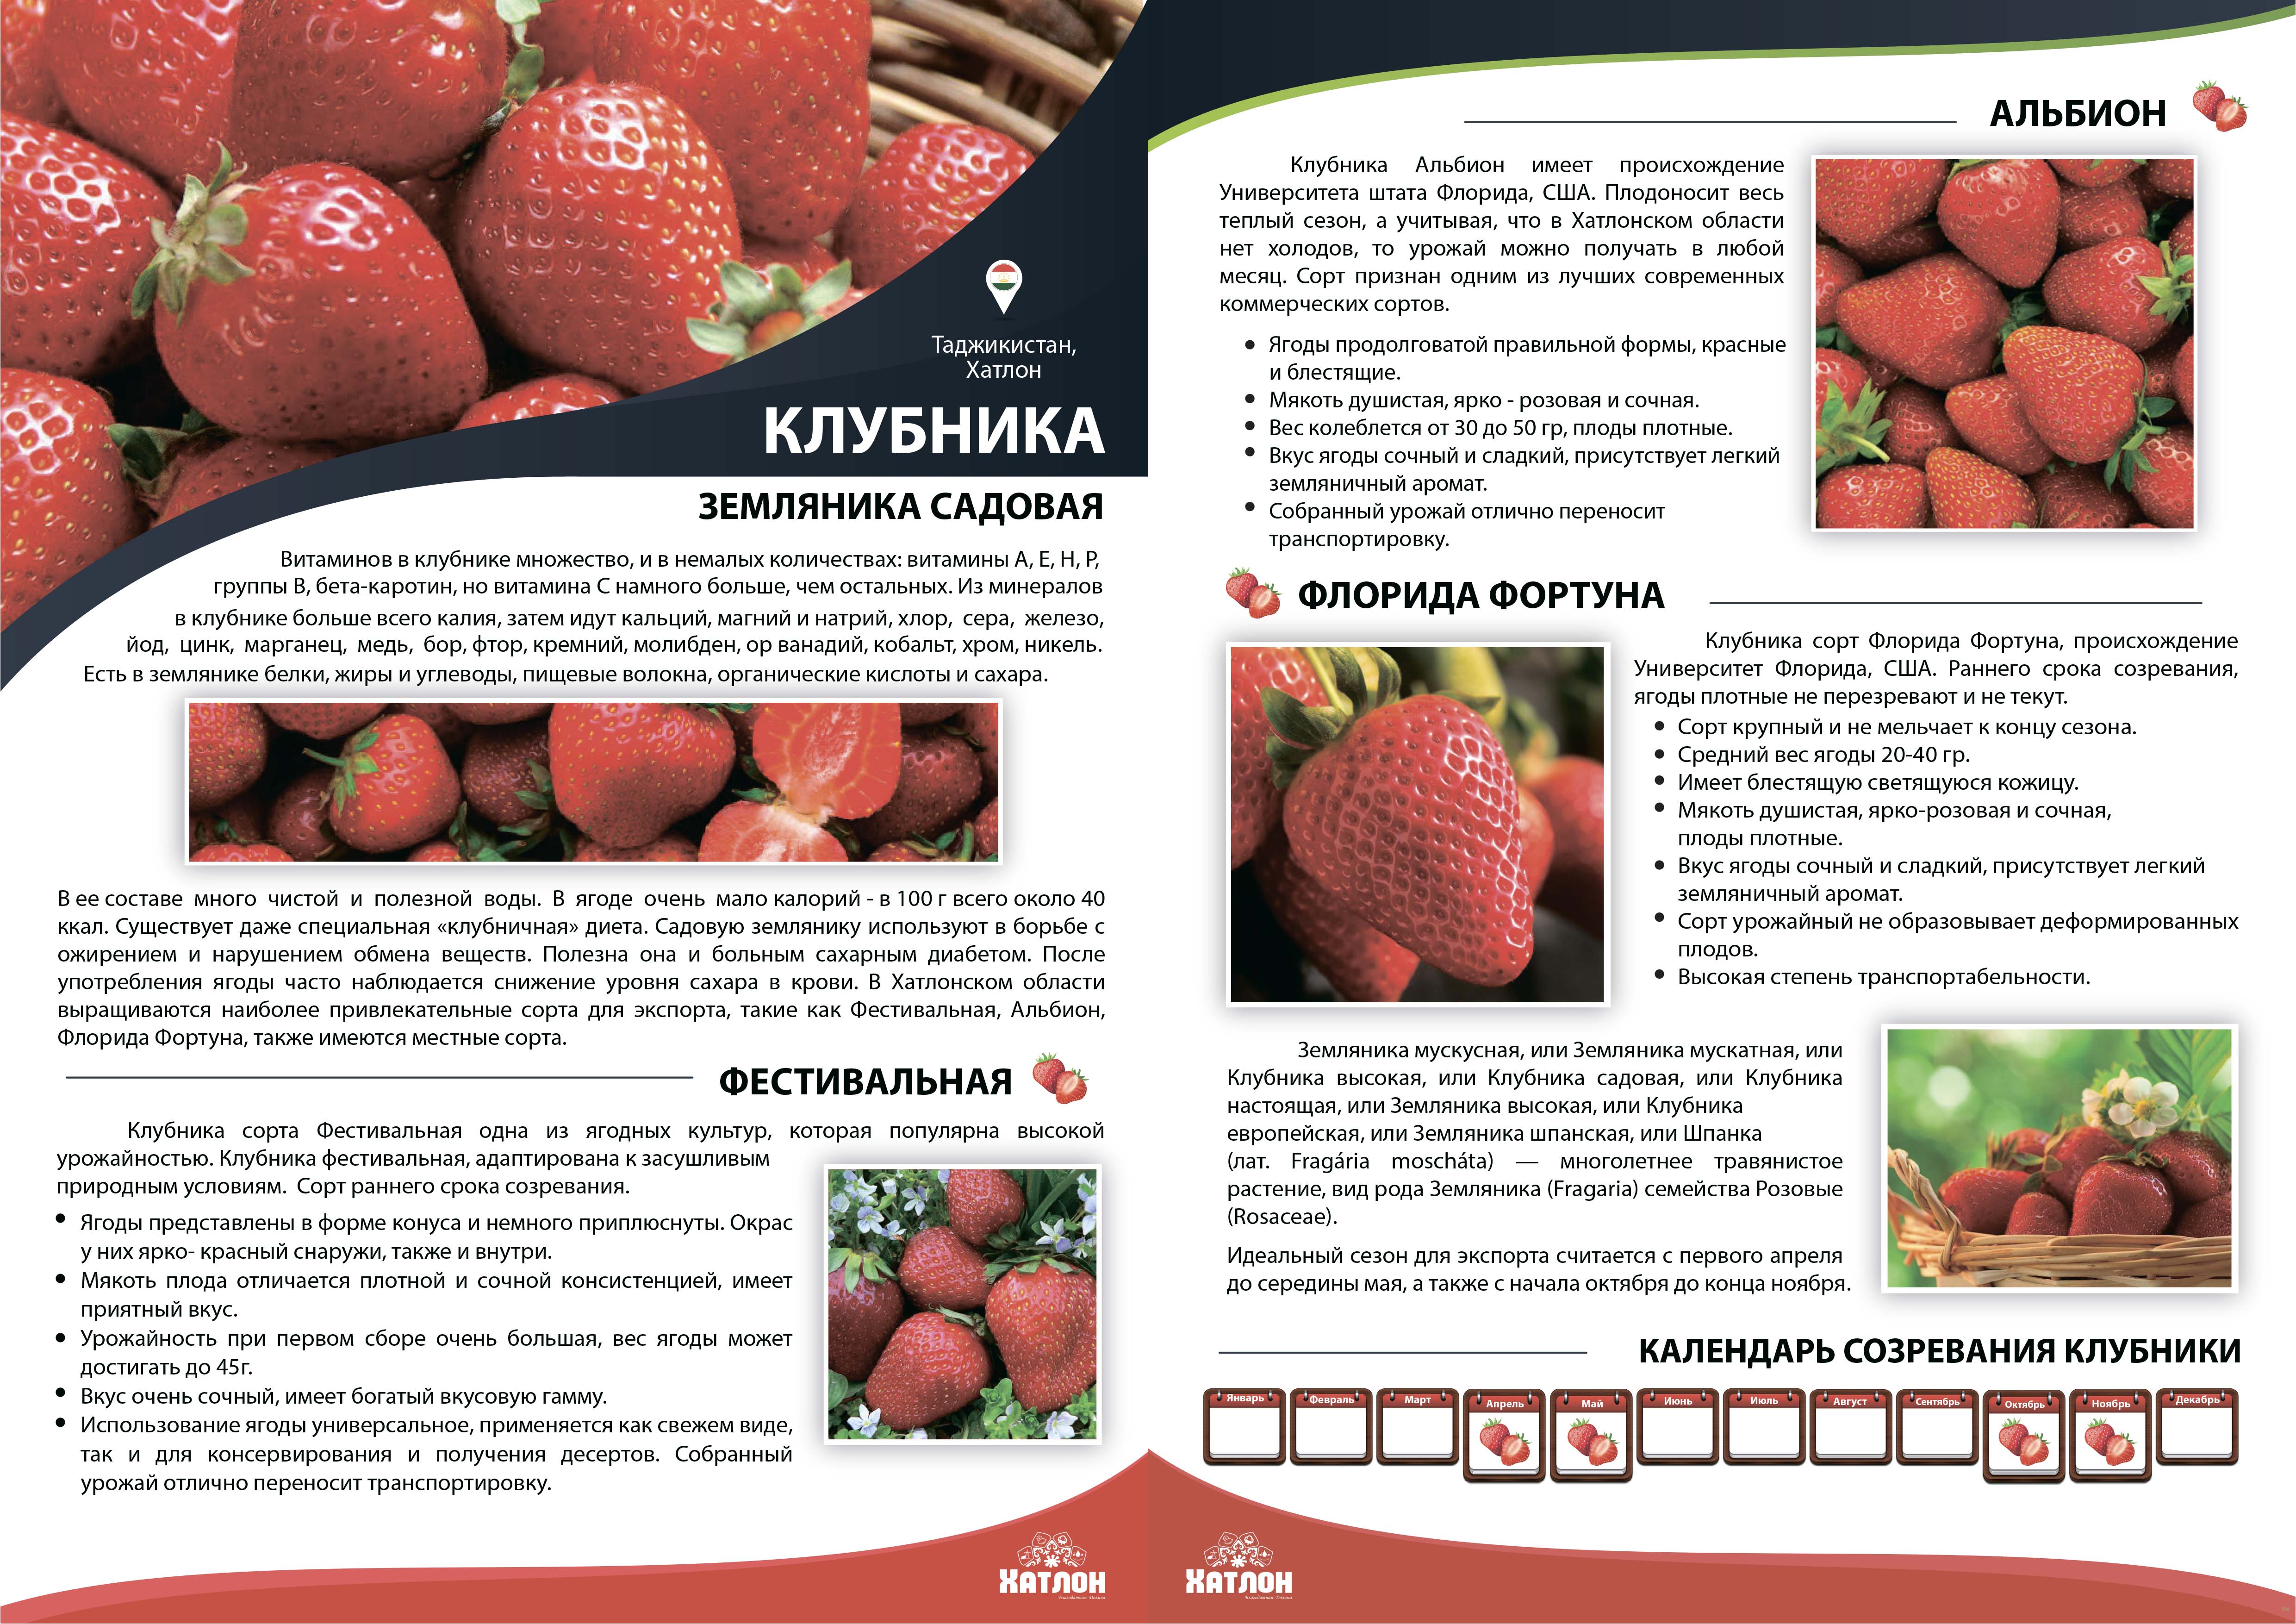 Таджикистан,
Хатлон
КЛУБНИКА
ЗЕМЛЯНИКА САДОВАЯ
Витаминов в клубнике множество, и в немалых количествах: витамины А, Е, Н, Р,
группы В, бета-каротин, но витамина С намного больше, чем остальных. Из минералов
в клубнике больше всего калия, затем идут кальций, магний и натрий, хлор, сера, железо,
йод, цинк, марганец, медь, бор, фтор, кремний, молибден, ор ванадий, кобальт, хром, никель.
Есть в землянике белки, жиры и углеводы, пищевые волокна, органические кислоты и сахара.
В ее составе много чистой и полезной воды. В ягоде очень мало калорий - в 100 г всего около 40
ккал. Существует даже специальная «клубничная» диета. Садовую землянику используют в борьбе с
ожирением и нарушением обмена веществ. Полезна она и больным сахарным диабетом. После
употребления ягоды часто наблюдается снижение уровня сахара в крови. В Хатлонском области
выращиваются наиболее привлекательные сорта для экспорта, такие как Фестивальная, Альбион,
Флорида Фортуна, также имеются местные сорта.
ФЕСТИВАЛЬНАЯ
Клубника сорта Фестивальная одна из ягодных культур, которая популярна высокой
урожайностью. Клубника фестивальная, адаптирована к засушливым
природным условиям. Сорт раннего срока созревания.
• Ягоды представлены в форме конуса и немного приплюснуты. Окрас
у них ярко- красный снаружи, также и внутри.
• Мякоть плода отличается плотной и сочной консистенцией, имеет
приятный вкус.
• Урожайность при первом сборе очень большая, вес ягоды может
достигать до 45г.
• Вкус очень сочный, имеет богатый вкусовую гамму.
• Использование ягоды универсальное, применяется как свежем виде,
так и для консервирования и получения десертов. Собранный
урожай отлично переносит транспортировку.
ХАТЛОН
АЛЬБИОН
Клубника Альбион имеет происхождение
Университета штата Флорида, США. Плодоносит весь
теплый сезон, а учитывая, что в Хатлонском области
нет холодов, то урожай можно получать в любой
месяц. Сорт признан одним из лучших современных
коммерческих сортов.
• Ягоды продолговатой правильной формы, красные
и блестящие.
• Мякоть душистая, ярко - розовая и сочная.
• Вес колеблется от 30 до 50 гр, плоды плотные.
• Вкус ягоды сочный и сладкий, присутствует легкий
земляничный аромат.
• Собранный урожай отлично переносит
транспортировку.
ФЛОРИДА ФОРТУНА
Клубника сорт Флорида Фортуна, происхождение
Университет Флорида, США. Раннего срока созревания,
ягоды плотные не перезревают и не текут.
• Сорт крупный и не мельчает к концу сезона.
• Средний вес ягоды 20-40 гр.
• Имеет блестящую светящуюся кожицу.
• Мякоть душистая, ярко-розовая и сочная,
плоды плотные.
• Вкус ягоды сочный и сладкий, присутствует легкий
земляничный аромат.
• Сорт урожайный не образовывает деформированных
плодов.
• Высокая степень транспортабельности.
Земляника мускусная, или Земляника мускатная, или
Клубника высокая, или Клубника садовая, или Клубника
настоящая, или Земляника высокая, или Клубника
европейская, или Земляника шпанская, или Шпанка
(лат. Fragária moscháta) — многолетнее травянистое
растение, вид рода Земляника (Fragaria) семейства Розовые
(Rosaceae).
Идеальный сезон для экспорта считается с первого апреля
до середины мая, а также с начала октября до конца ноября.
КАЛЕНДАРЬ СОЗРЕВАНИЯ КЛУБНИКИ
Январь Февраль Март Апрель Май Июнь Июль Август Сентябрь Октябрь Ноябрь Декабрь
ХАТЛОН